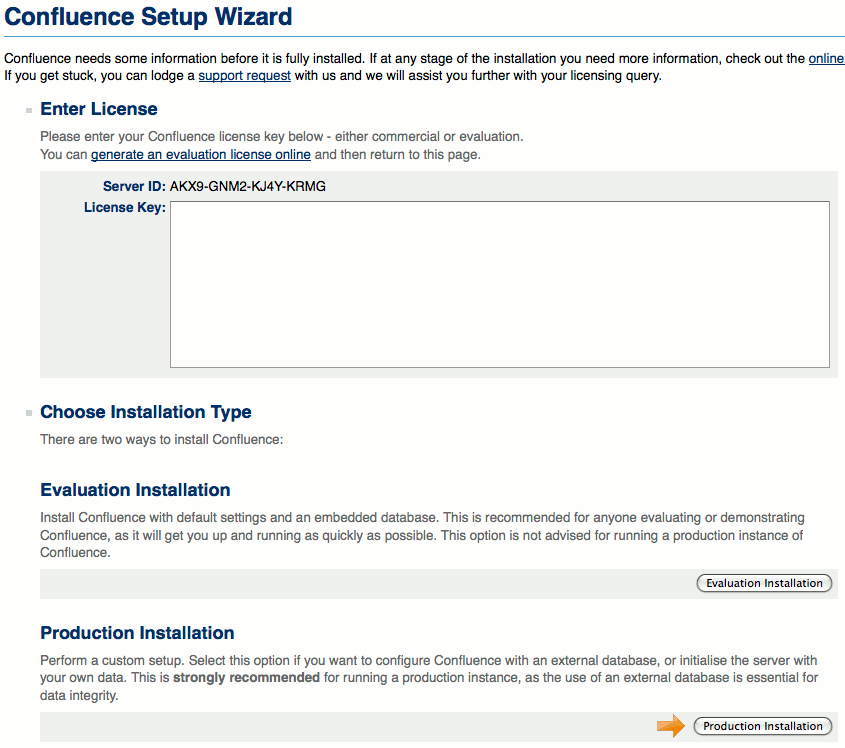 Confluence Setup Wizard
Confluence needs some information before it is fully installed. If at any stage of the installation you need more information, check out the online
If you get stuck, you can lodge a support request with us and we will assist you further with your licensing query.
Enter License
Please enter your Confluence license key below - either commercial or evaluation.
You can generate an evaluation license online and then return to this page.
Server ID: AKX9-GNM2-KJ4Y-KRMG
License Key:
Choose Installation Type
There are two ways to install Confluence:
Evaluation Installation
Install Confluence with default settings and an embedded database. This is recommended for anyone evaluating or demonstrating
Confluence, as it will get you up and running as quickly as possible. This option is not advised for running a production instance of
Confluence.
Evaluation Installation
Production Installation
Perform a custom setup. Select this option if you want to configure Confluence with an external database, or initialise the server with
your own data. This is strongly recommended for running a production instance, as the use of an external database is essential for
data integrity.
Production Installation